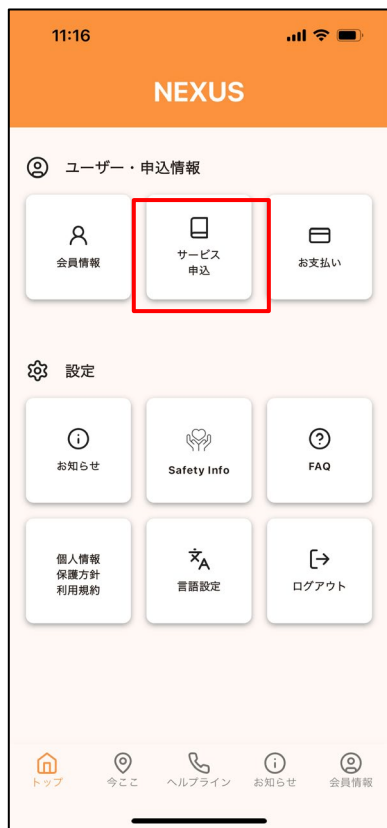 11:16
NEXUS
ユーザー・申込情報
会員情報
サービス
申込
お支払い
設定
お知らせ
Safety Info
FAQ
個人情報
保護方針
利用規約
言語設定
ログアウト
トップ
今ここ
ヘルプライン
お知らせ
会員情報